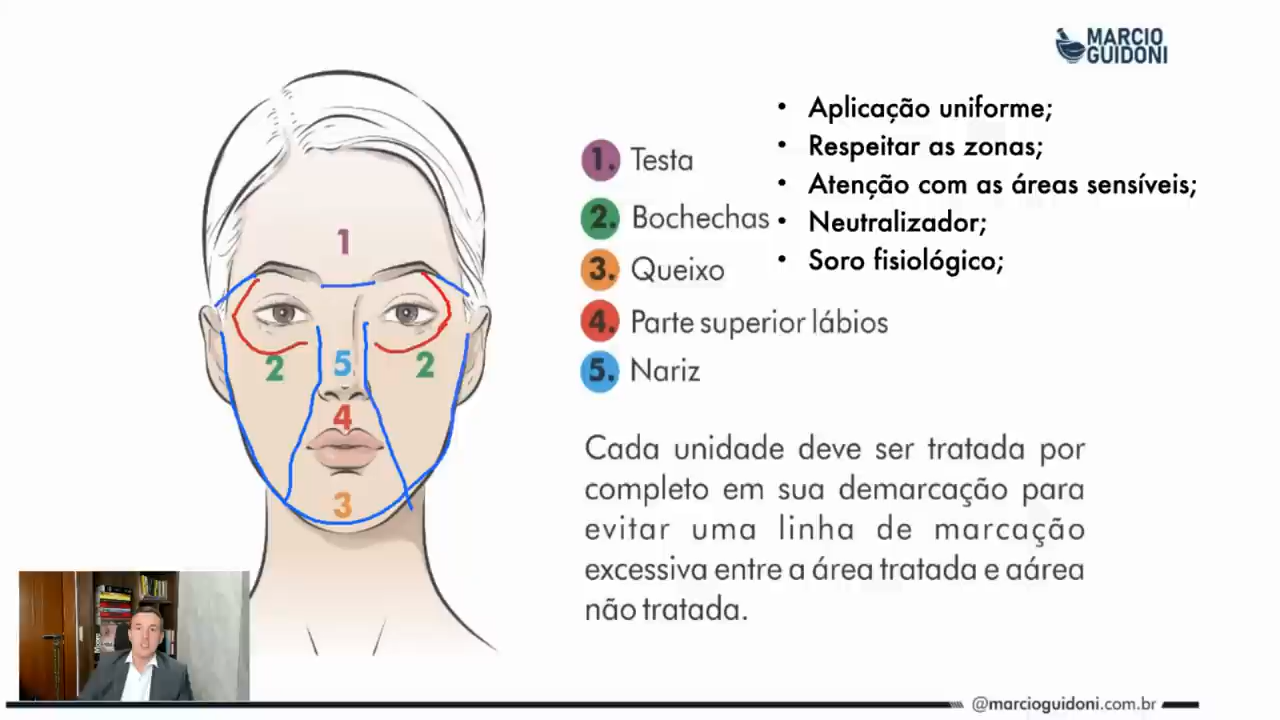 MARCIO
GUIDONI
1. Testa
2. Bochechas
3. Queixo
4. Parte superior lábios
5. Nariz
• Aplicação uniforme;
• Respeitar as zonas;
• Atenção com as áreas sensíveis;
• Neutralizador;
• Soro fisiológico;
1
2
5
2
4
3
Cada unidade deve ser tratada por
completo em sua demarcação para
evitar uma linha de marcação
excessiva entre a área tratada e aárea
não tratada.
@marcioguidoni.com.br